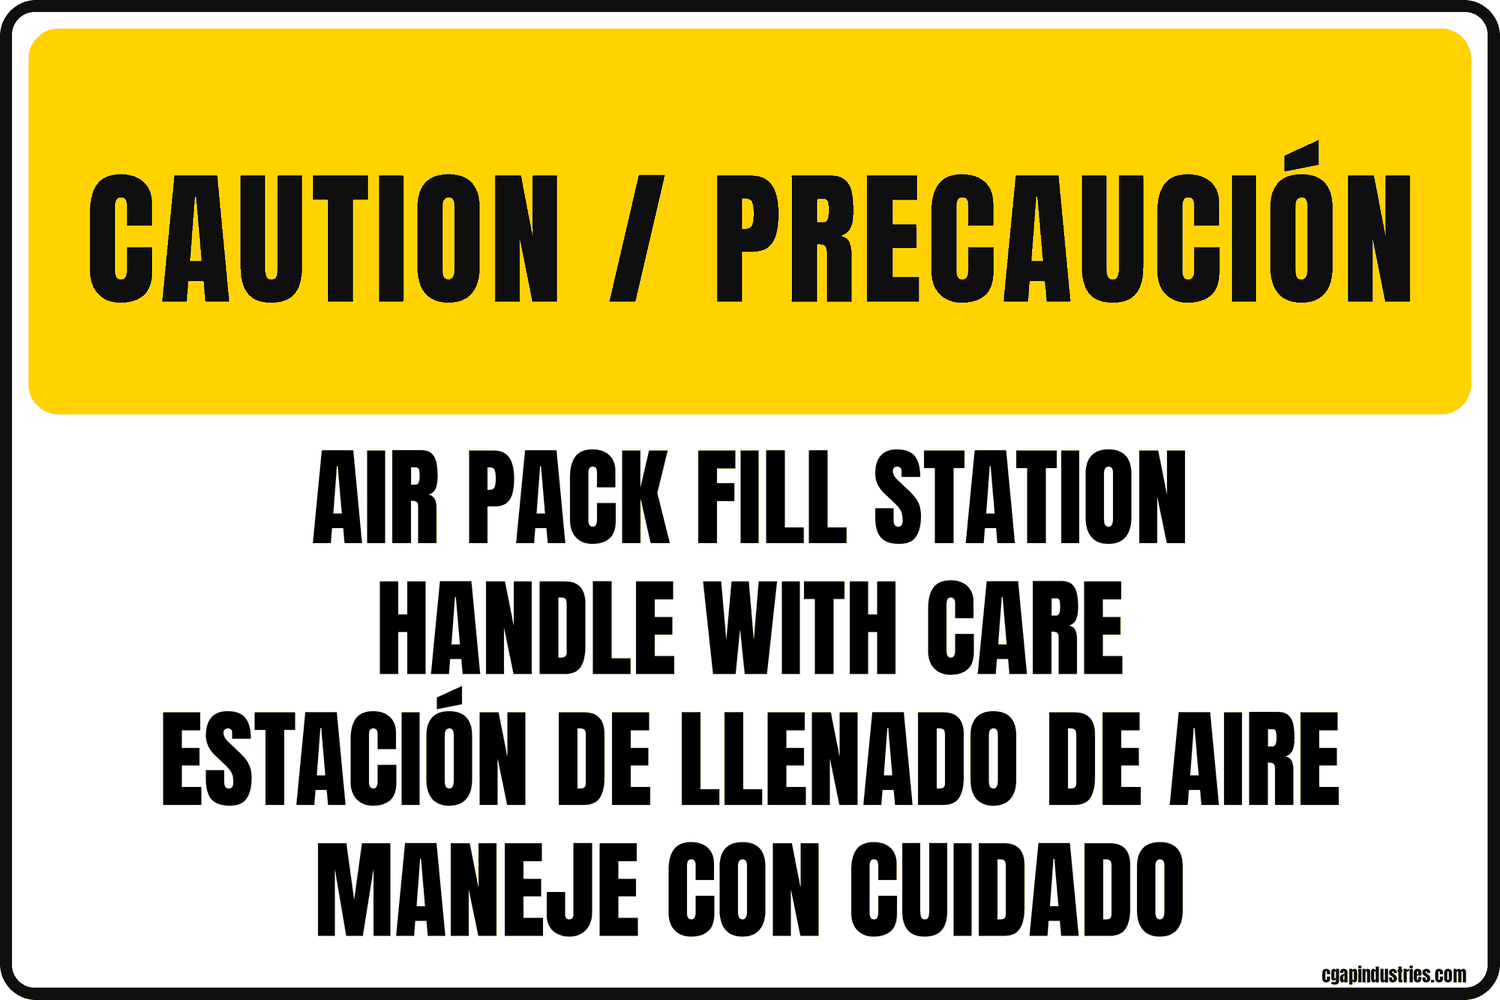 CAUTION / PRECAUCIÓN
AIR PACK FILL STATION
HANDLE WITH CARE
ESTACIÓN DE LLENADO DE AIRE
MANEJE CON CUIDADO
cgapindustries.com